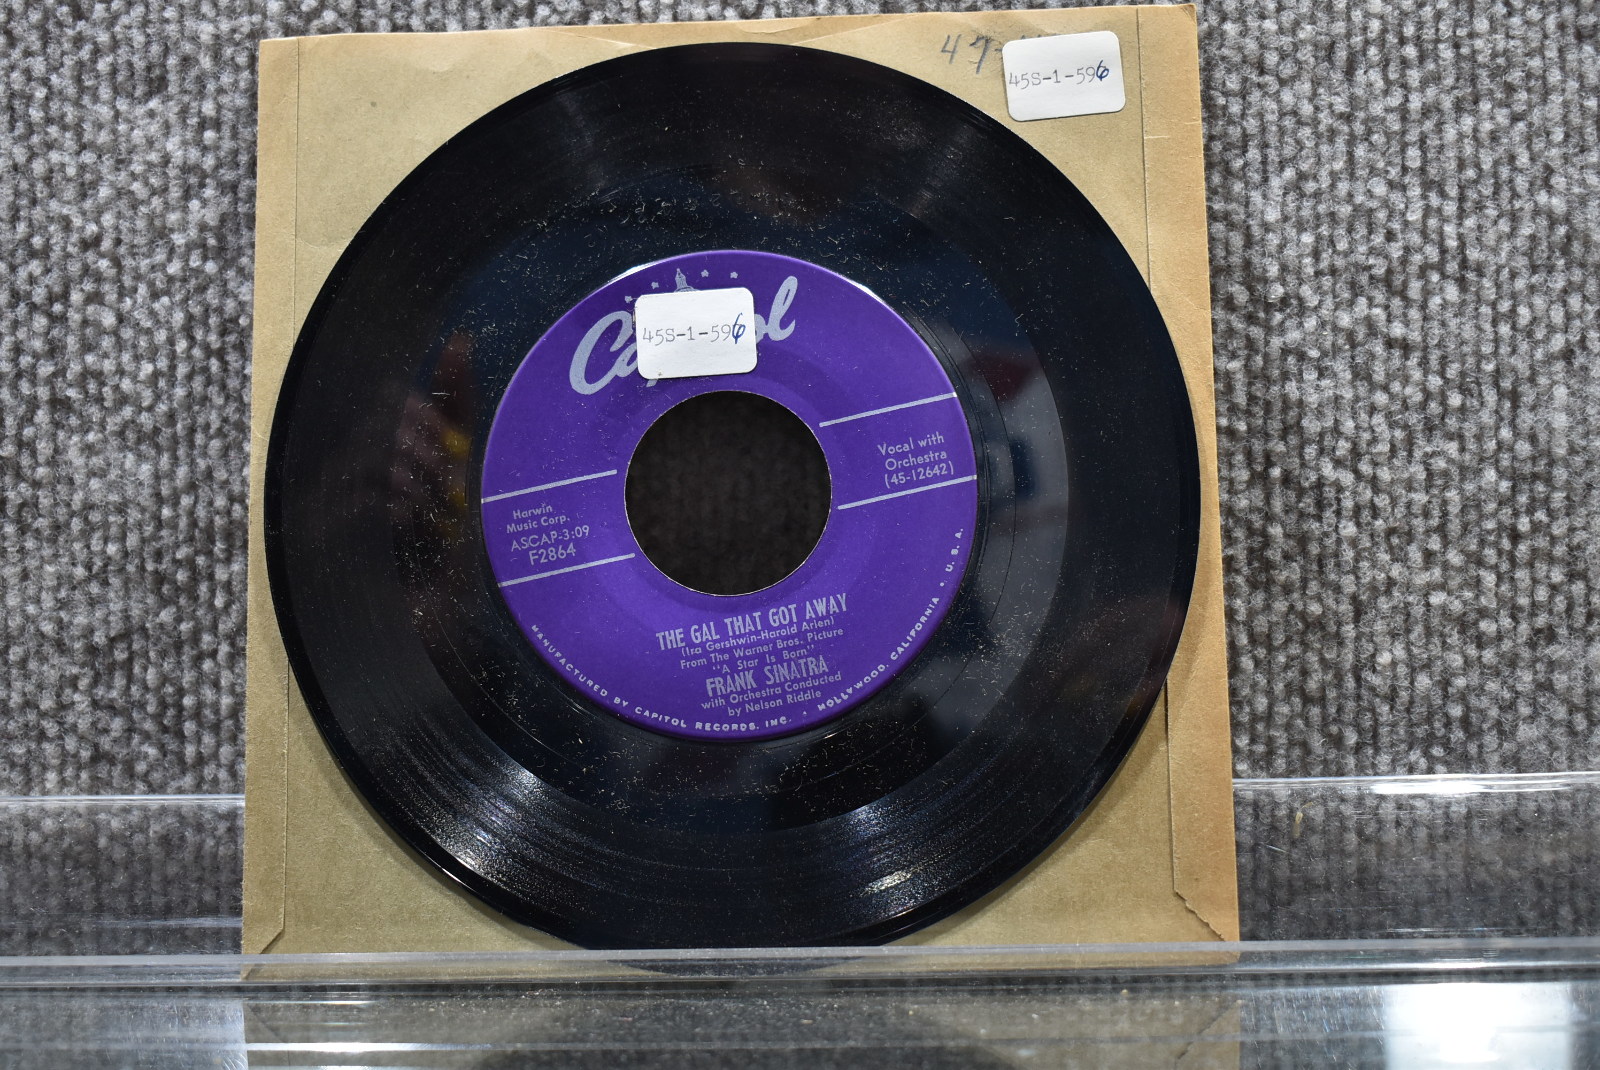 47-
45S-1-596
Capitol
45S-1-596
Vocal with
Orchestra
(45-12642)
Harwin
Music Corp.
ASCAP-3:09
F2864
THE GAL THAT GOT AWAY
(Ira Gershwin-Harold Arlen)
From The Warner Bros. Picture
"A Star Is Born"
FRANK SINATRA
with Orchestra Conducted
by Nelson Riddle
MANUFACTURED BY CAPITOL RECORDS, INC. • HOLLYWOOD, CALIFORNIA • U.S.A.